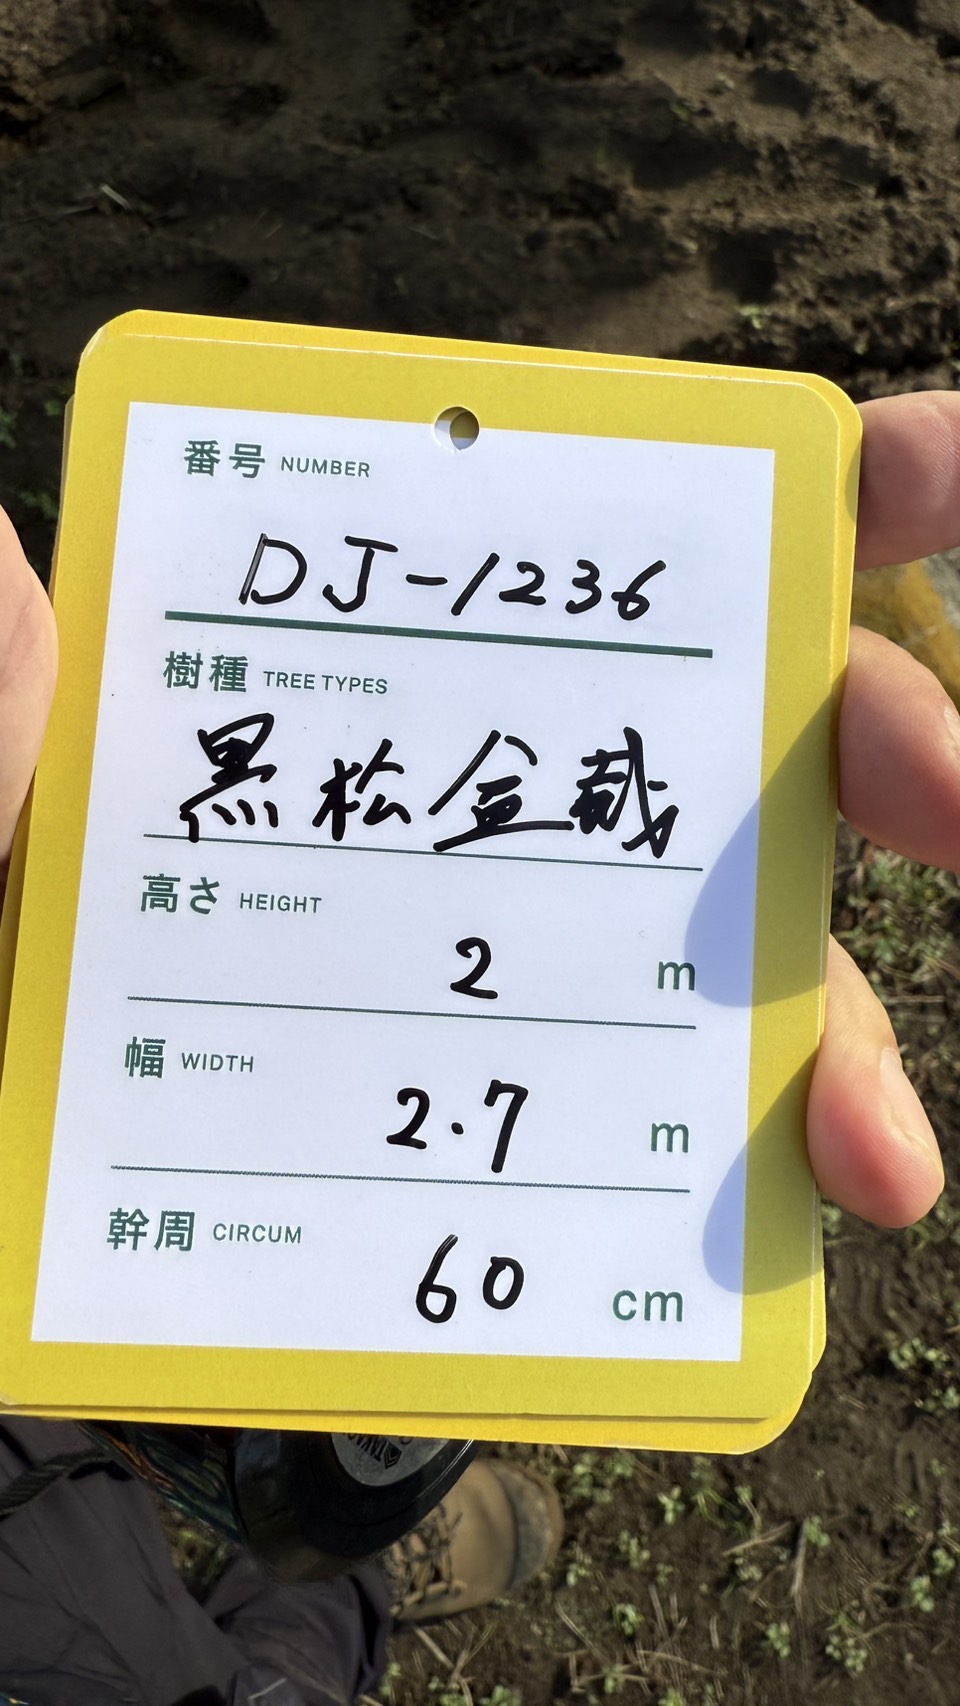 番号 NUMBER
DJ-1236
樹種 TREE TYPES
黒松盆栽
高さ HEIGHT
2 m
幅 WIDTH
2.7 m
幹周 CIRCUM
60 cm